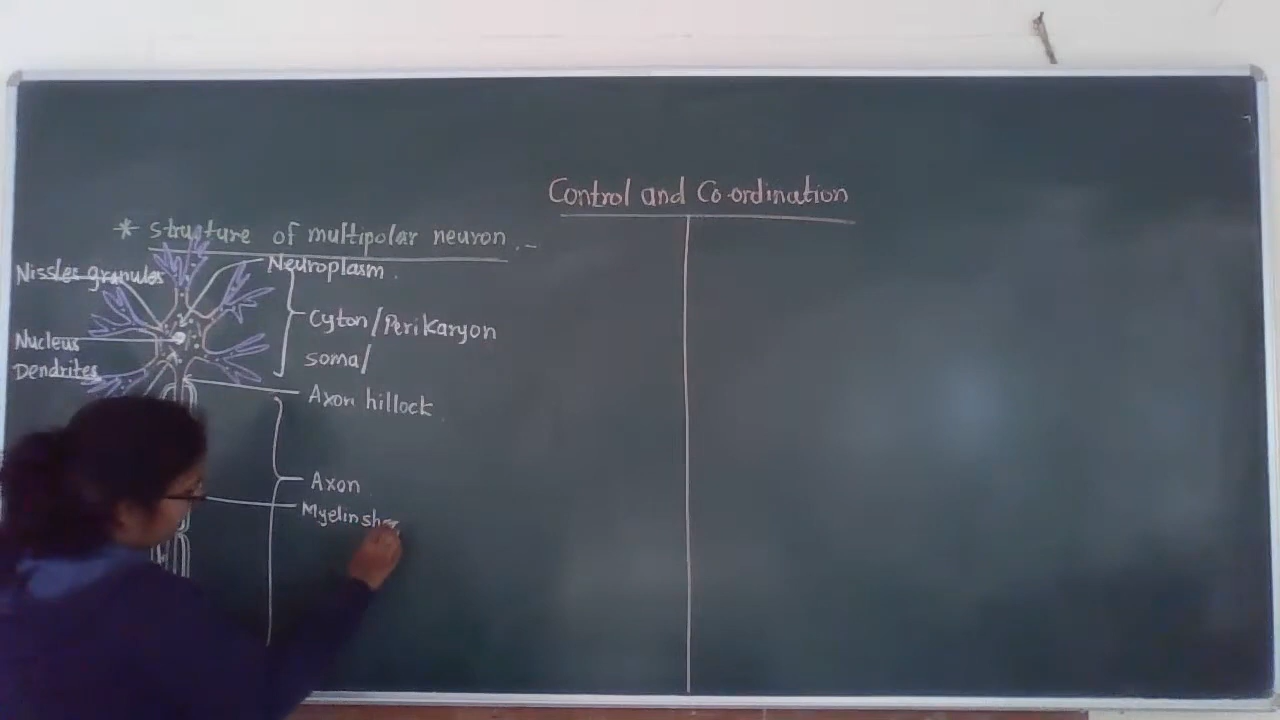 Control and Co-ordination
* structure of multipolar neuron.-
Nissles granules
Neuroplasm.
Cyton/Perikaryon
Nucleus
soma/
Dendrites
Axon hillock.
Axon
Myelinshea